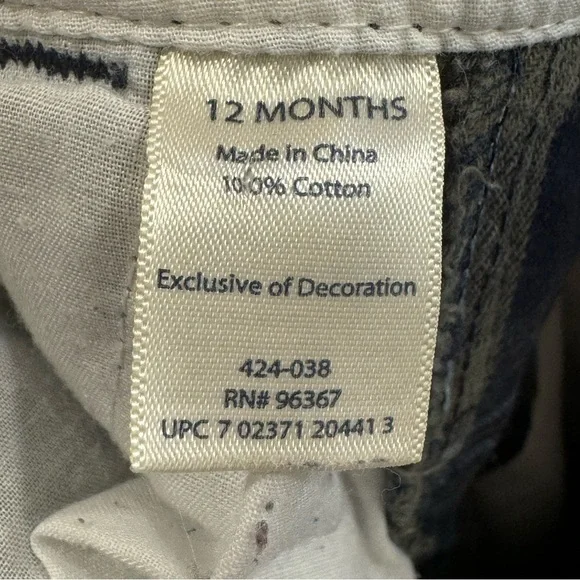 12 MONTHS
Made in China
100% Cotton
Exclusive of Decoration
424-038
RN# 96367
UPC 7 02371 20441 3